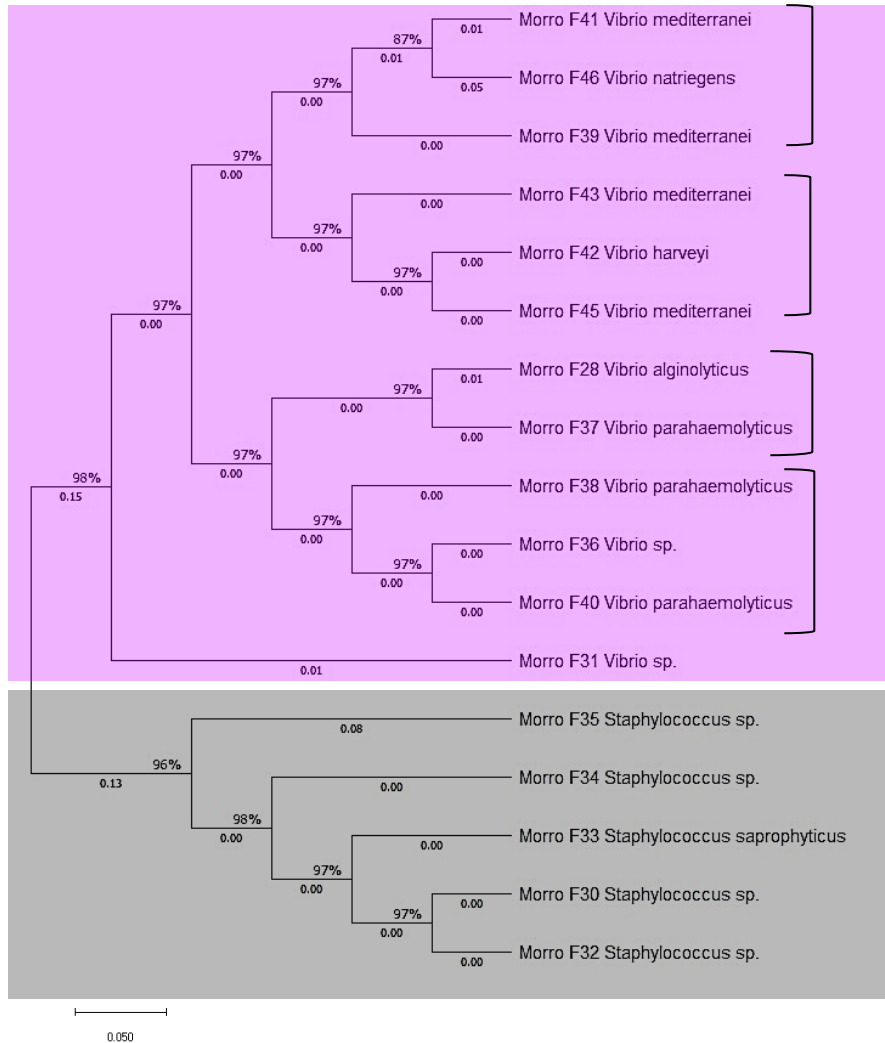 Morro F41 Vibrio mediterranei
0.01
87%
0.01
Morro F46 Vibrio natriegens
0.05
97%
0.00
Morro F39 Vibrio mediterranei
0.00
97%
0.00
Morro F43 Vibrio mediterranei
0.00
97%
0.00
Morro F42 Vibrio harveyi
0.00
97%
0.00
Morro F45 Vibrio mediterranei
0.00
97%
0.00
Morro F28 Vibrio alginolyticus
0.01
97%
0.00
Morro F37 Vibrio parahaemolyticus
0.00
97%
0.00
Morro F38 Vibrio parahaemolyticus
0.00
98%
0.15
97%
0.00
Morro F36 Vibrio sp.
0.00
97%
0.00
Morro F40 Vibrio parahaemolyticus
0.00
Morro F31 Vibrio sp.
0.01
Morro F35 Staphylococcus sp.
0.08
96%
0.13
Morro F34 Staphylococcus sp.
0.00
98%
0.00
Morro F33 Staphylococcus saprophyticus
0.00
97%
0.00
Morro F30 Staphylococcus sp.
0.00
97%
0.00
Morro F32 Staphylococcus sp.
0.00
0.050